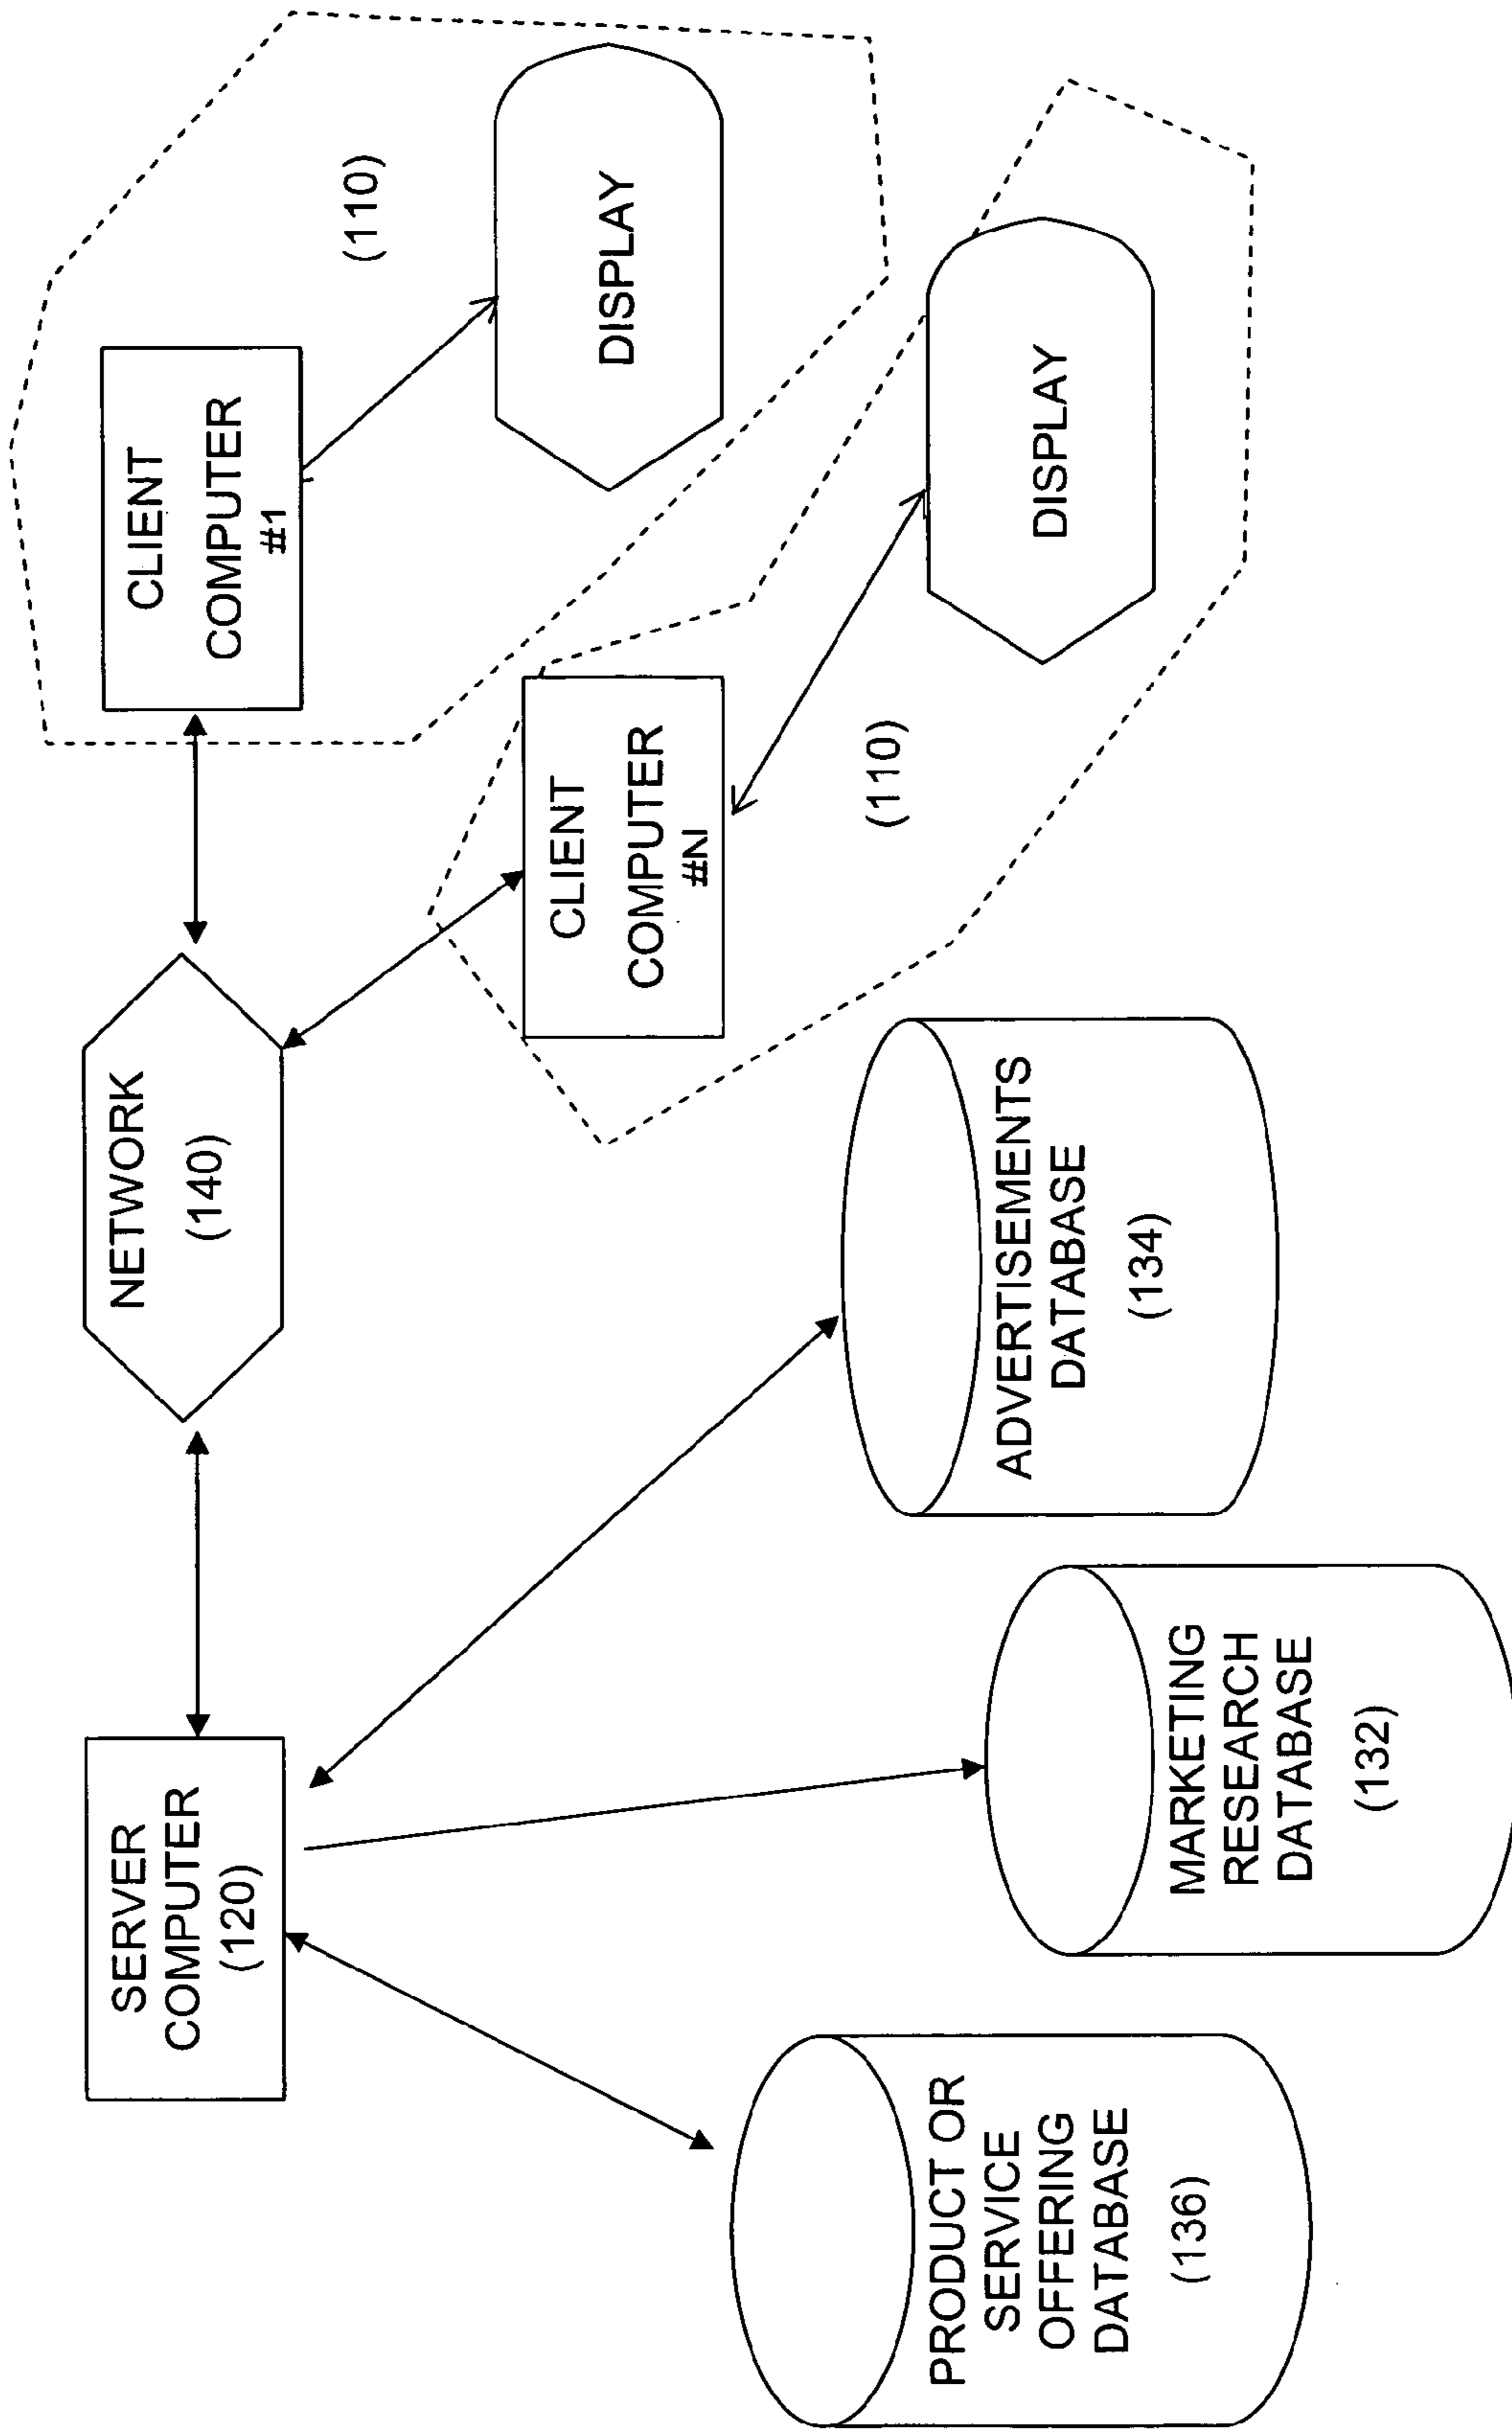 SERVER
COMPUTER
(120)
NETWORK
(140)
CLIENT
COMPUTER
#1
(110)
DISPLAY
CLIENT
COMPUTER
#NI
(110)
DISPLAY
PRODUCT OR
SERVICE
OFFERING
DATABASE
(136)
MARKETING
RESEARCH
DATABASE
(132)
ADVERTISEMENTS
DATABASE
(134)